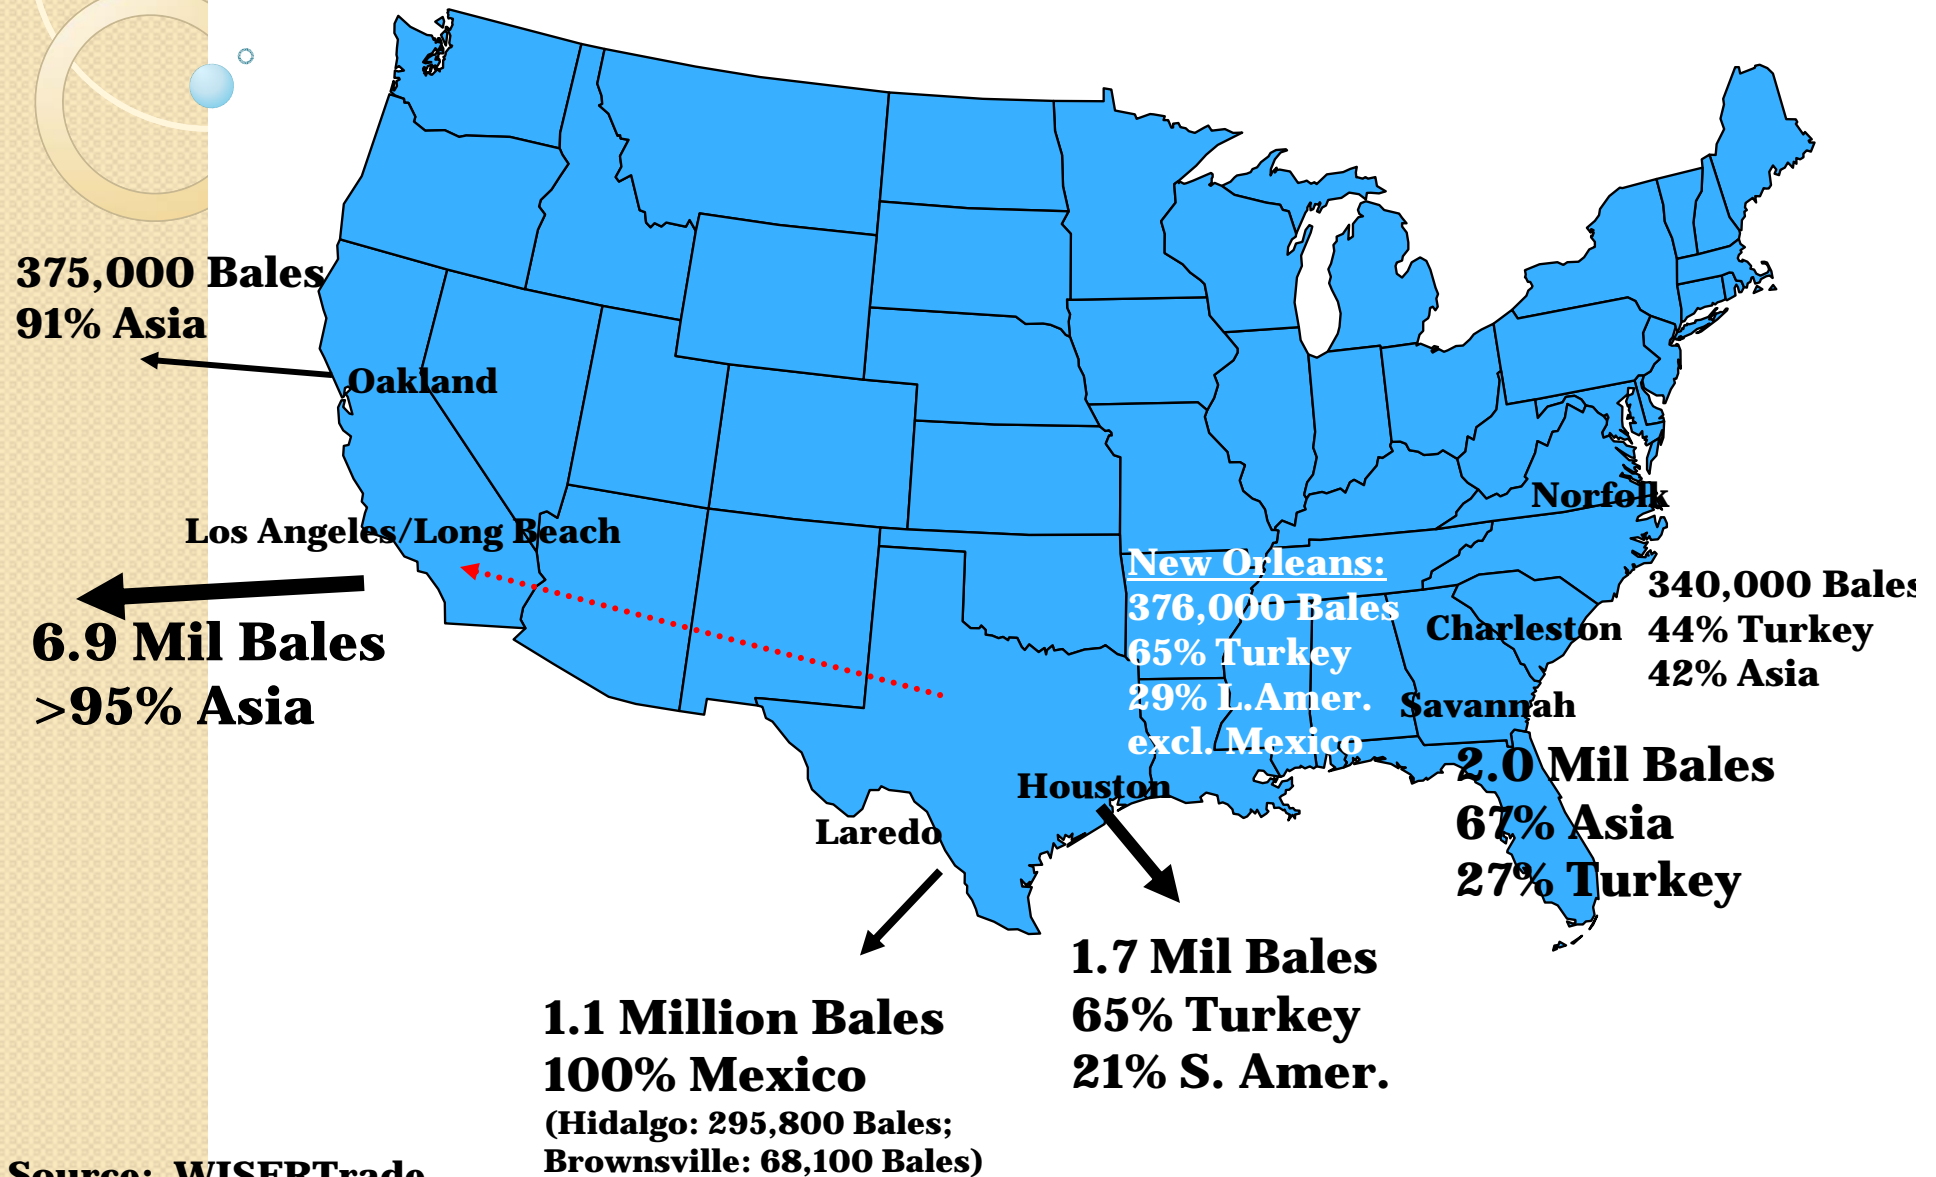 375,000 Bales
91% Asia
Oakland
Los Angeles/Long Beach
6.9 Mil Bales
>95% Asia
Norfolk
New Orleans:
376,000 Bales
65% Turkey
29% L.Amer.
excl. Mexico
340,000 Bales
44% Turkey
42% Asia
Charleston
Savannah
2.0 Mil Bales
67% Asia
27% Turkey
Houston
Laredo
1.7 Mil Bales
65% Turkey
21% S. Amer.
1.1 Million Bales
100% Mexico
(Hidalgo: 295,800 Bales;
Brownsville: 68,100 Bales)
Source: WISERTrade